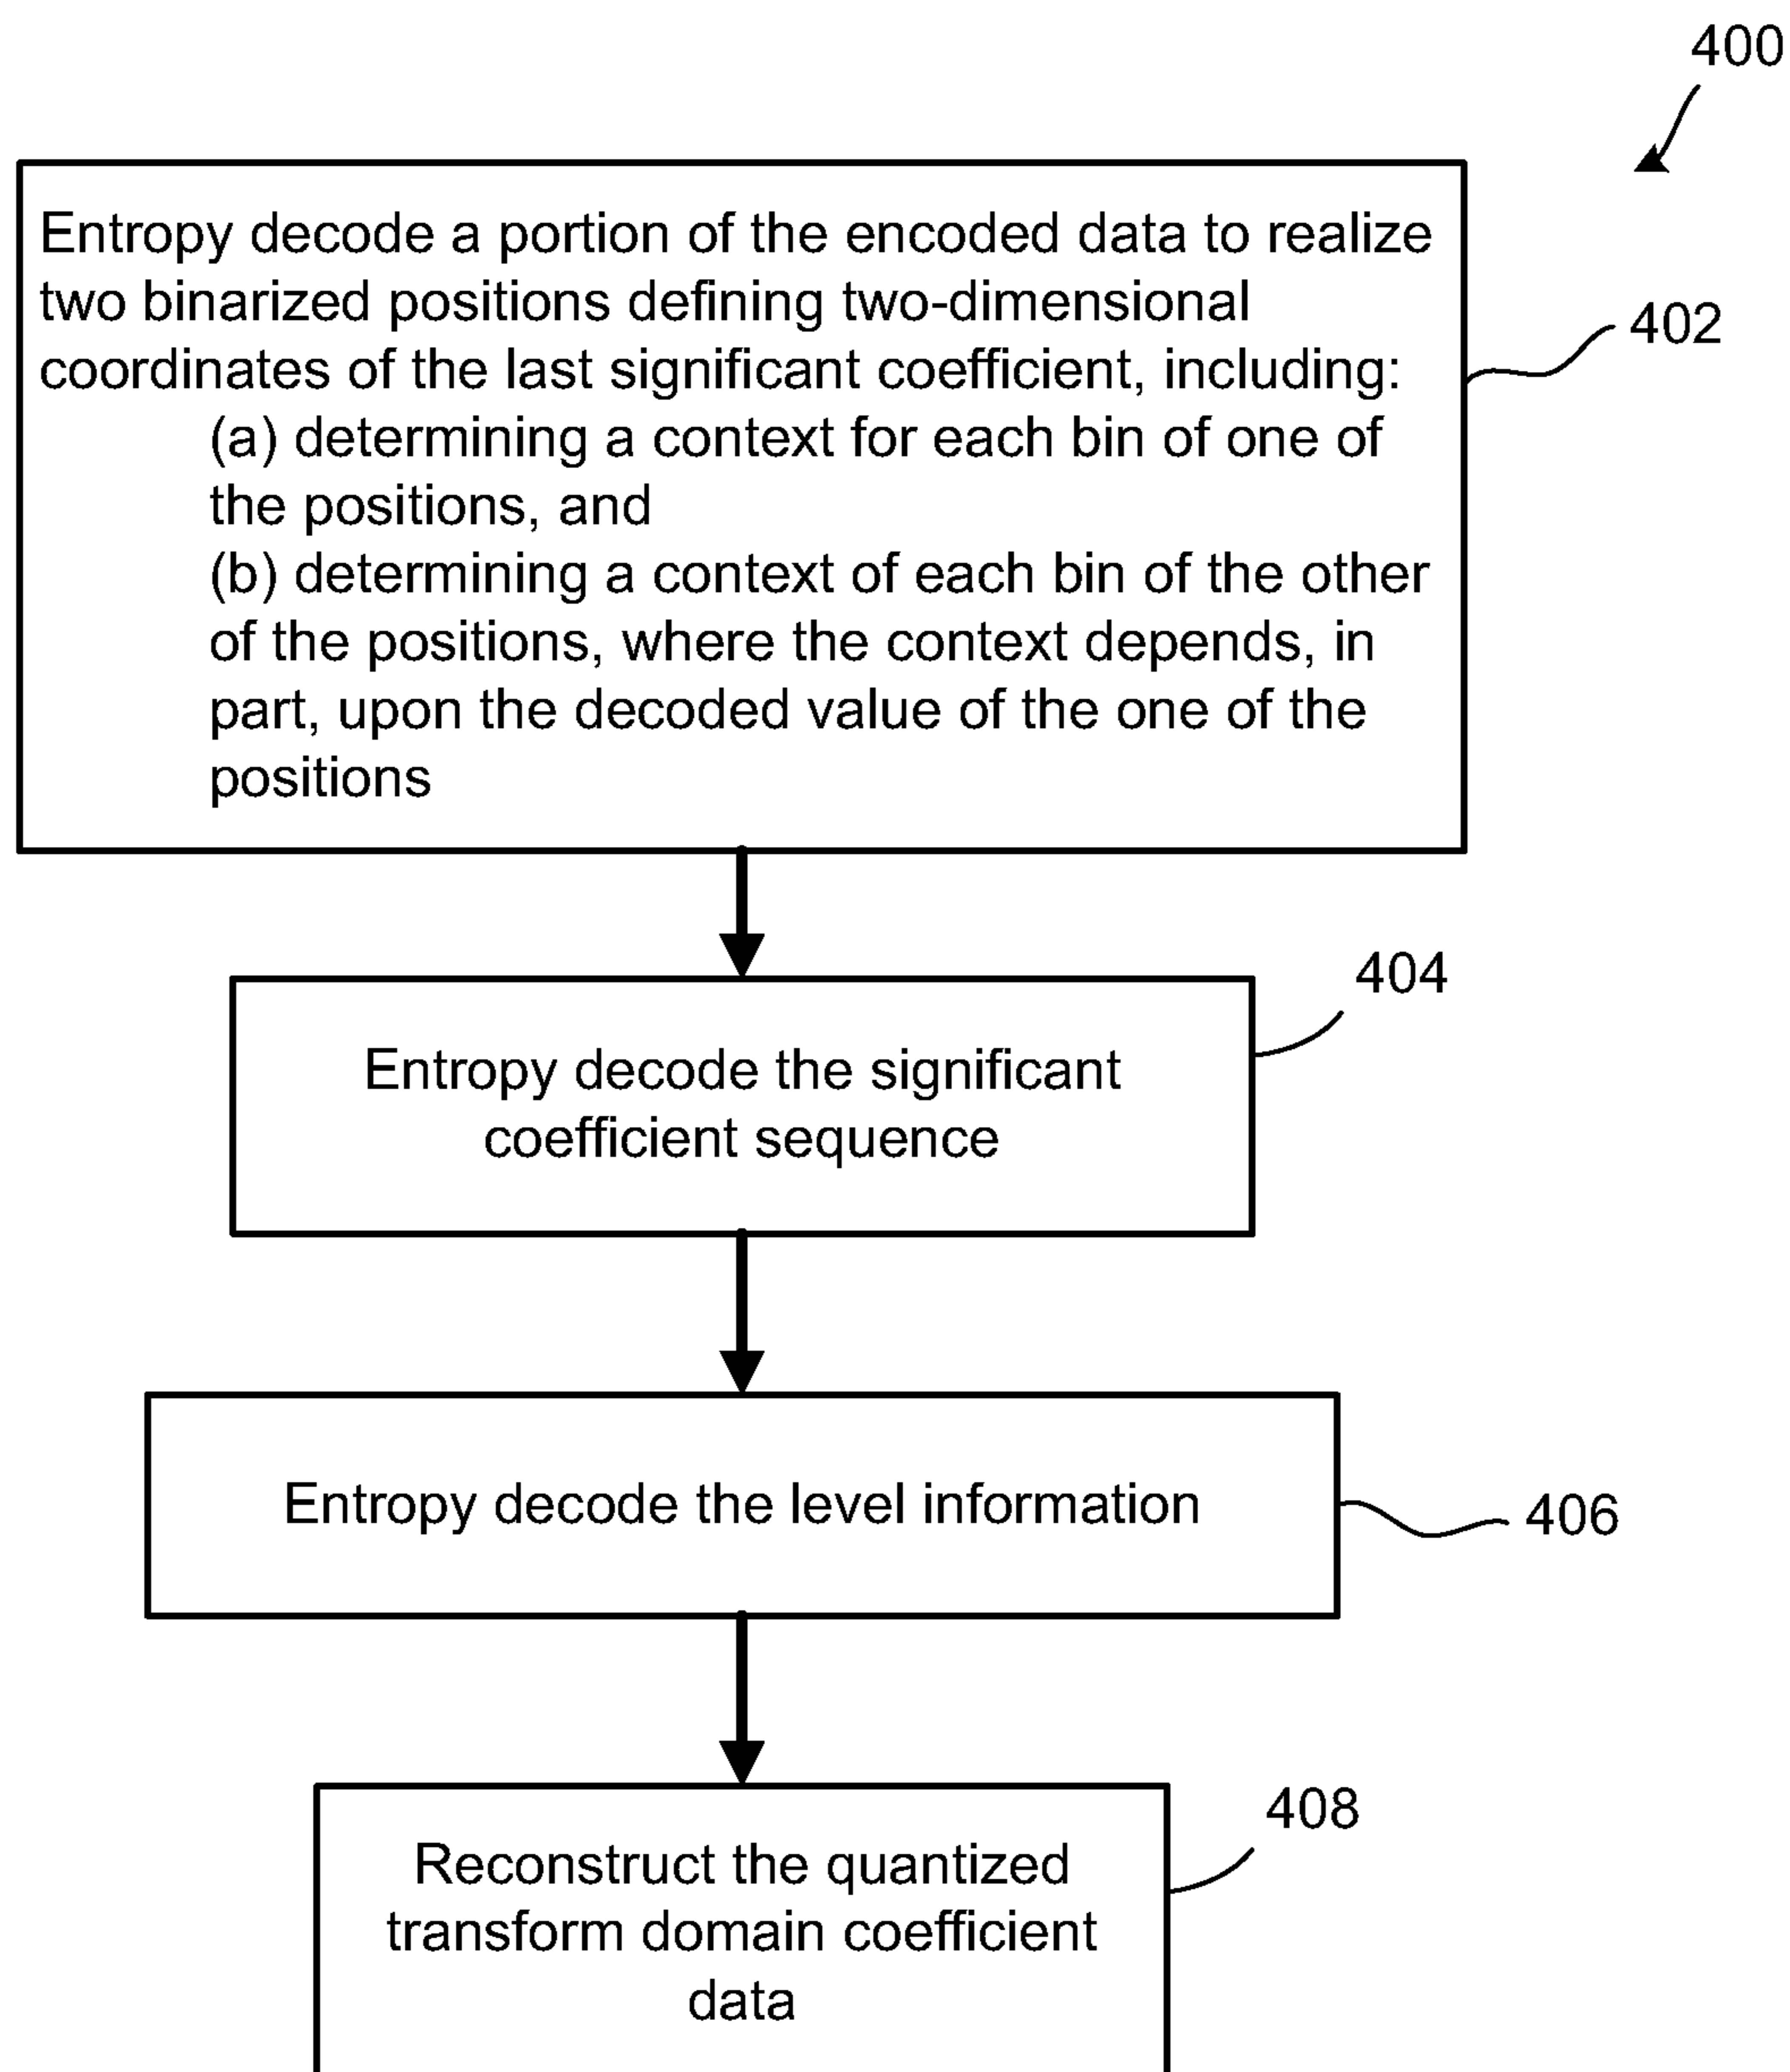 400
Entropy decode a portion of the encoded data to realize
two binarized positions defining two-dimensional
coordinates of the last significant coefficient, including:
(a) determining a context for each bin of one of
the positions, and
(b) determining a context of each bin of the other
of the positions, where the context depends, in
part, upon the decoded value of the one of the
positions
402
404
Entropy decode the significant
coefficient sequence
Entropy decode the level information
406
408
Reconstruct the quantized
transform domain coefficient
data